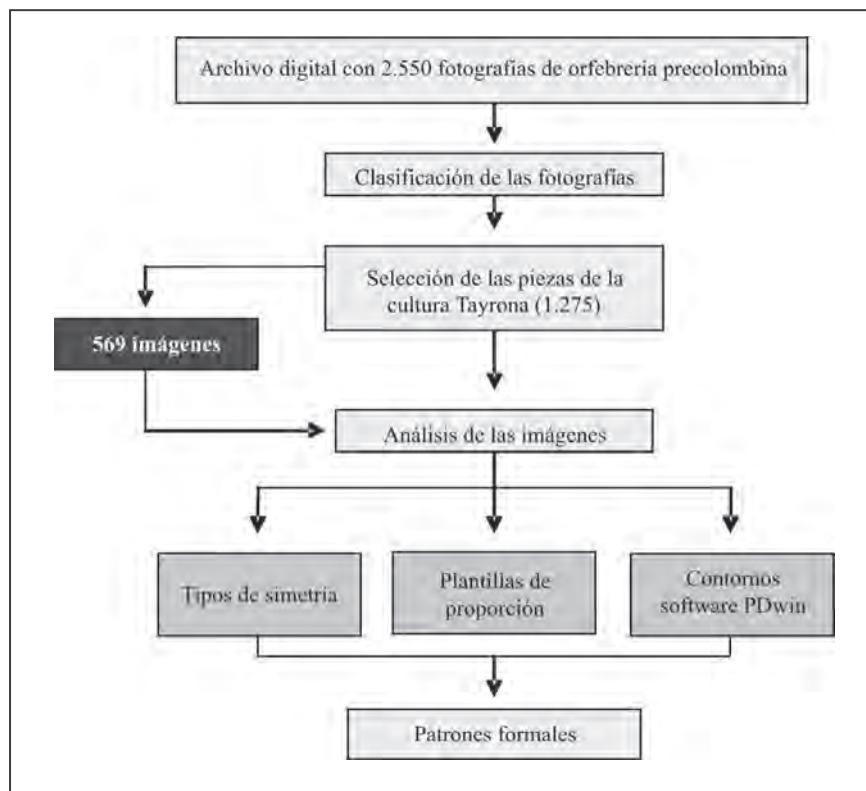 Archivo digital con 2.550 fotografías de orfebrería precolombina
Clasificación de las fotografías
Selección de las piezas de la
cultura Tayrona (1.275)
569 imágenes
Análisis de las imágenes
Tipos de simetría
Plantillas de
proporción
Contornos
software PDwin
Patrones formales